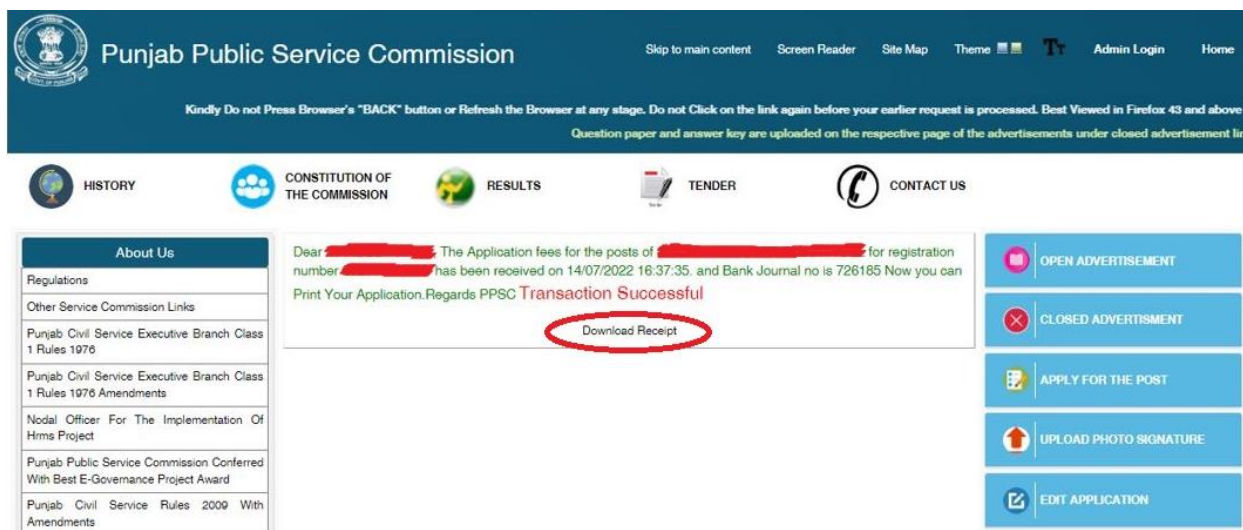 Punjab Public Service Commission
Skip to main content Screen Reader Site Map Theme TT Admin Login Home
Kindly Do not Press Browser's "BACK" button or Refresh the Browser at any stage. Do not Click on the link again before your earlier request is processed. Best Viewed in Firefox 43 and above
Question paper and answer key are uploaded on the respective page of the advertisements under closed advertisement
HISTORY
CONSTITUTION OF
THE COMMISSION
RESULTS
TENDER
CONTACT US
About Us
Regulations
Other Service Commission Links
Punjab Civil Service Executive Branch Class
1 Rules 1976
Punjab Civil Service Executive Branch Class
1 Rules 1976 Amendments
Nodal Officer For The Implementation Of
Hrms Project
Punjab Public Service Commission Conferred
With Best E-Governance Project Award
Punjab Civil Service Rules 2009 With
Amendments
Dear , The Application fees for the posts of for registration
number has been received on 14/07/2022 16:37:35. and Bank Journal no is 726185 Now you can
Print Your Application.Regards PPSC Transaction Successful
Download Receipt
OPEN ADVERTISEMENT
CLOSED ADVERTISMENT
APPLY FOR THE POST
UPLOAD PHOTO SIGNATURE
EDIT APPLICATION